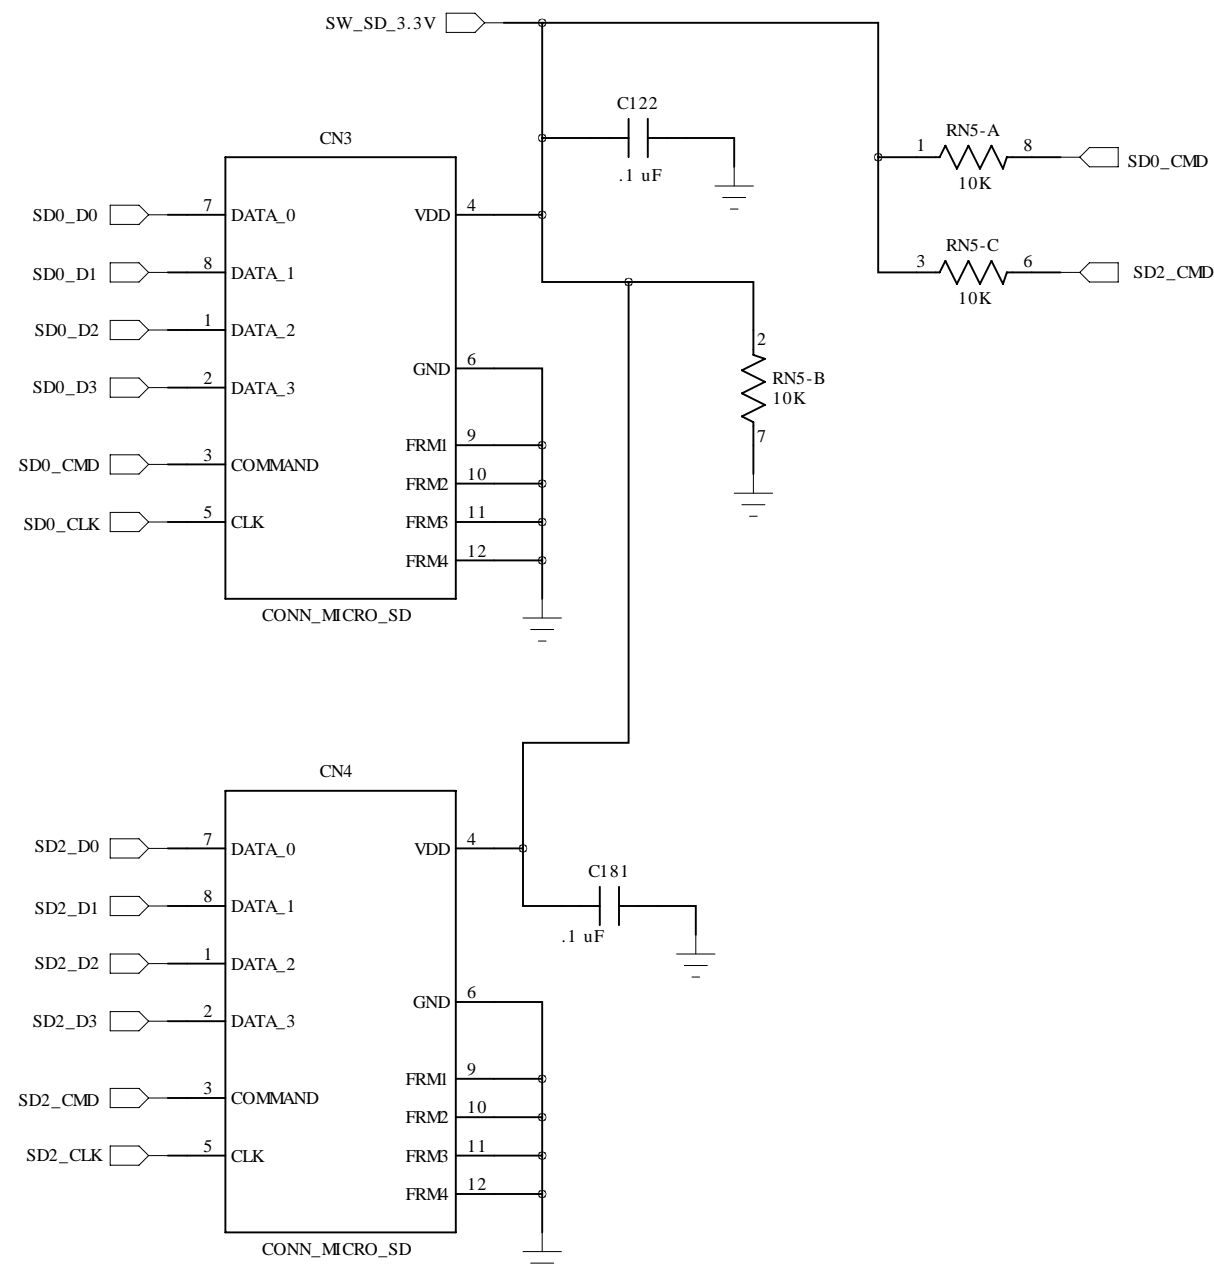 SW_SD_3.3V
C122
.1 uF
RN5-A
1
8
10K
SD0_CMD
RN5-C
3
6
10K
SD2_CMD
CN3
SD0_D0 7 DATA_0 VDD 4
SD0_D1 8 DATA_1
SD0_D2 1 DATA_2
GND 6
SD0_D3 2 DATA_3
FRM1 9
SD0_CMD 3 COMMAND
FRM2 10
SD0_CLK 5 CLK FRM3 11
FRM4 12
CONN_MICRO_SD
2
RN5-B
10K
7
CN4
SD2_D0 7 DATA_0 VDD 4
SD2_D1 8 DATA_1
SD2_D2 1 DATA_2
GND 6
SD2_D3 2 DATA_3
FRM1 9
SD2_CMD 3 COMMAND
FRM2 10
SD2_CLK 5 CLK FRM3 11
FRM4 12
CONN_MICRO_SD
C181
.1 uF